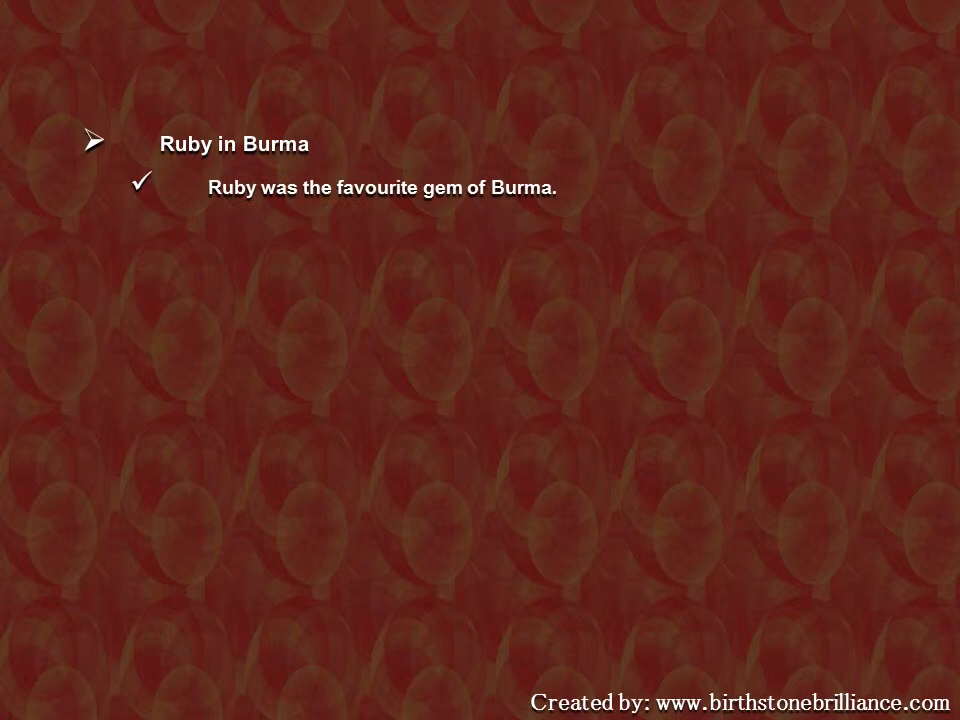 Ruby in Burma
Ruby was the favourite gem of Burma.
Created by: www.birthstonebrilliance.com